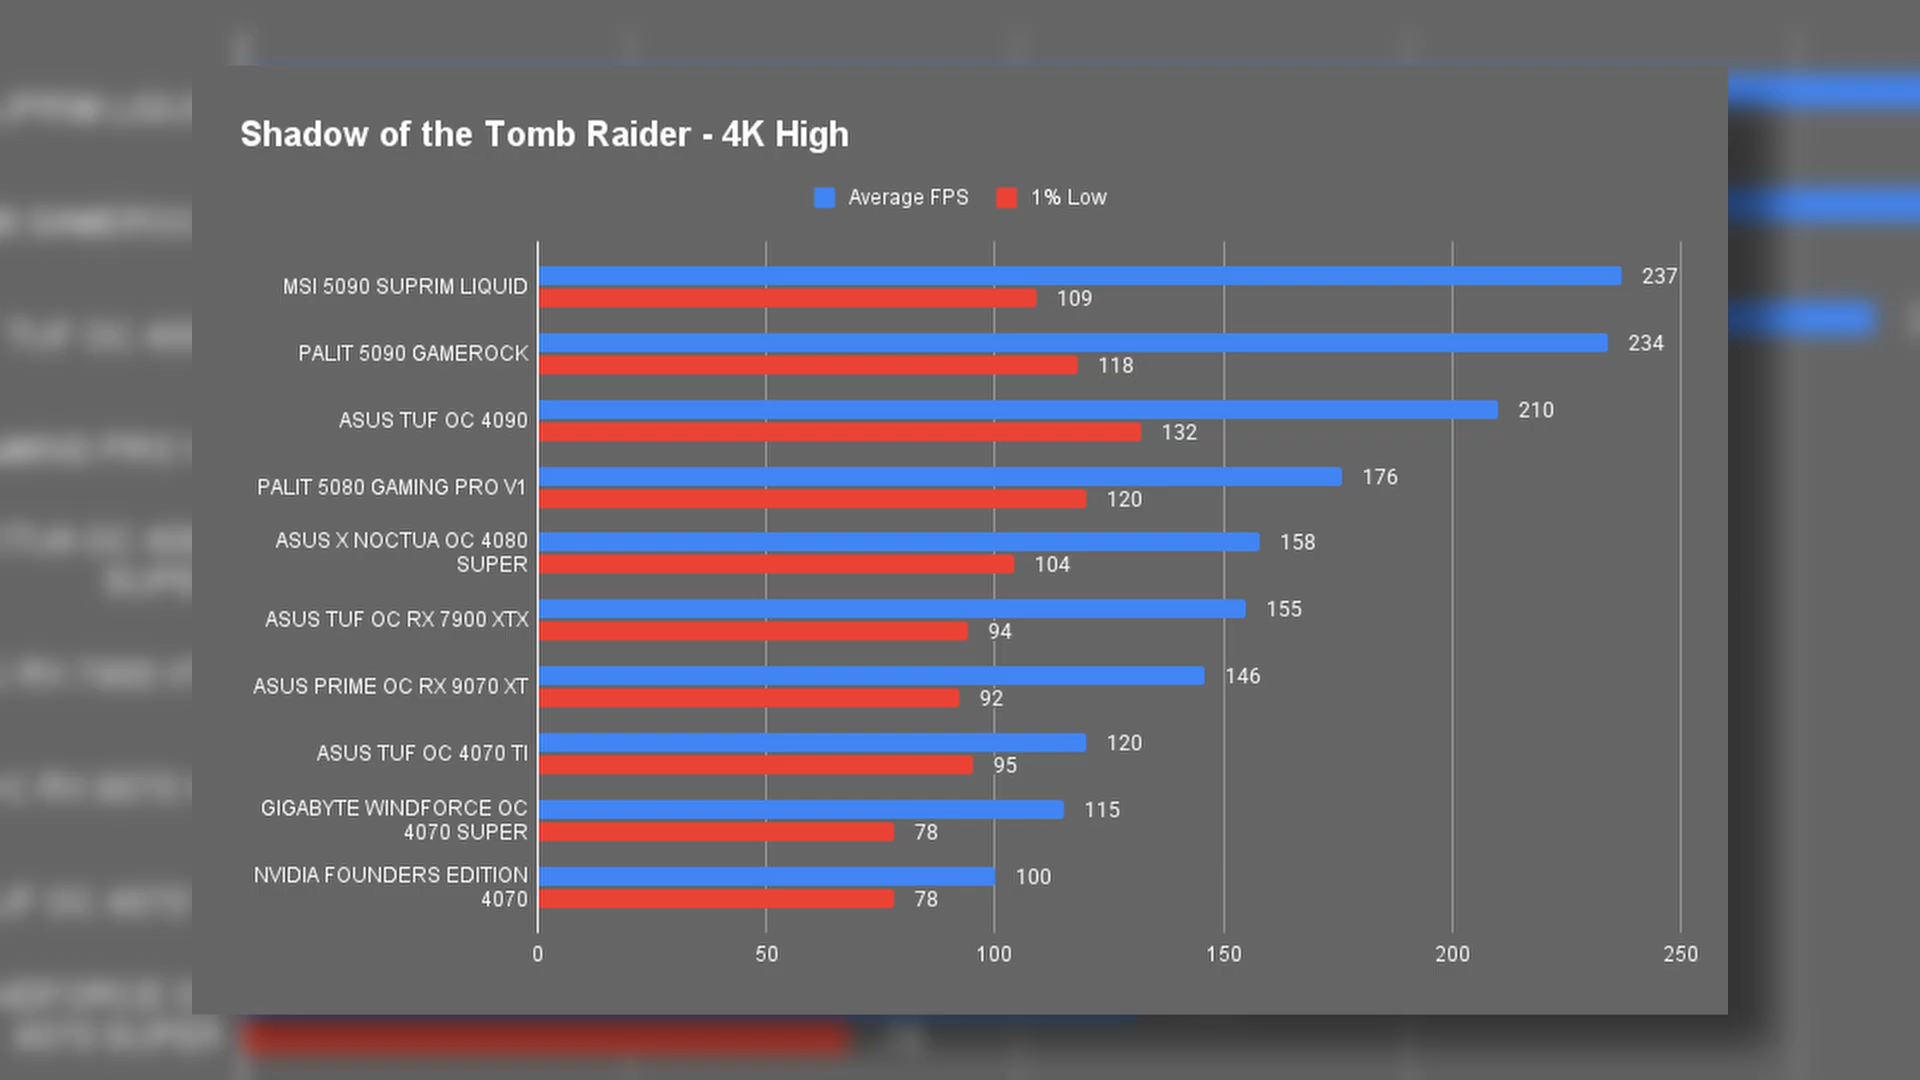 Shadow of the Tomb Raider - 4K High
Average FPS 1% Low
MSI 5090 SUPRIM LIQUID 237
109
PALIT 5090 GAMEROCK 234
118
ASUS TUF OC 4090 210
132
PALIT 5080 GAMING PRO V1 176
120
ASUS X NOCTUA OC 4080 158
SUPER 104
ASUS TUF OC RX 7900 XTX 155
94
ASUS PRIME OC RX 9070 XT 146
92
ASUS TUF OC 4070 TI 120
95
GIGABYTE WINDFORCE OC 115
4070 SUPER 78
NVIDIA FOUNDERS EDITION 100
4070 78
0 50 100 150 200 250